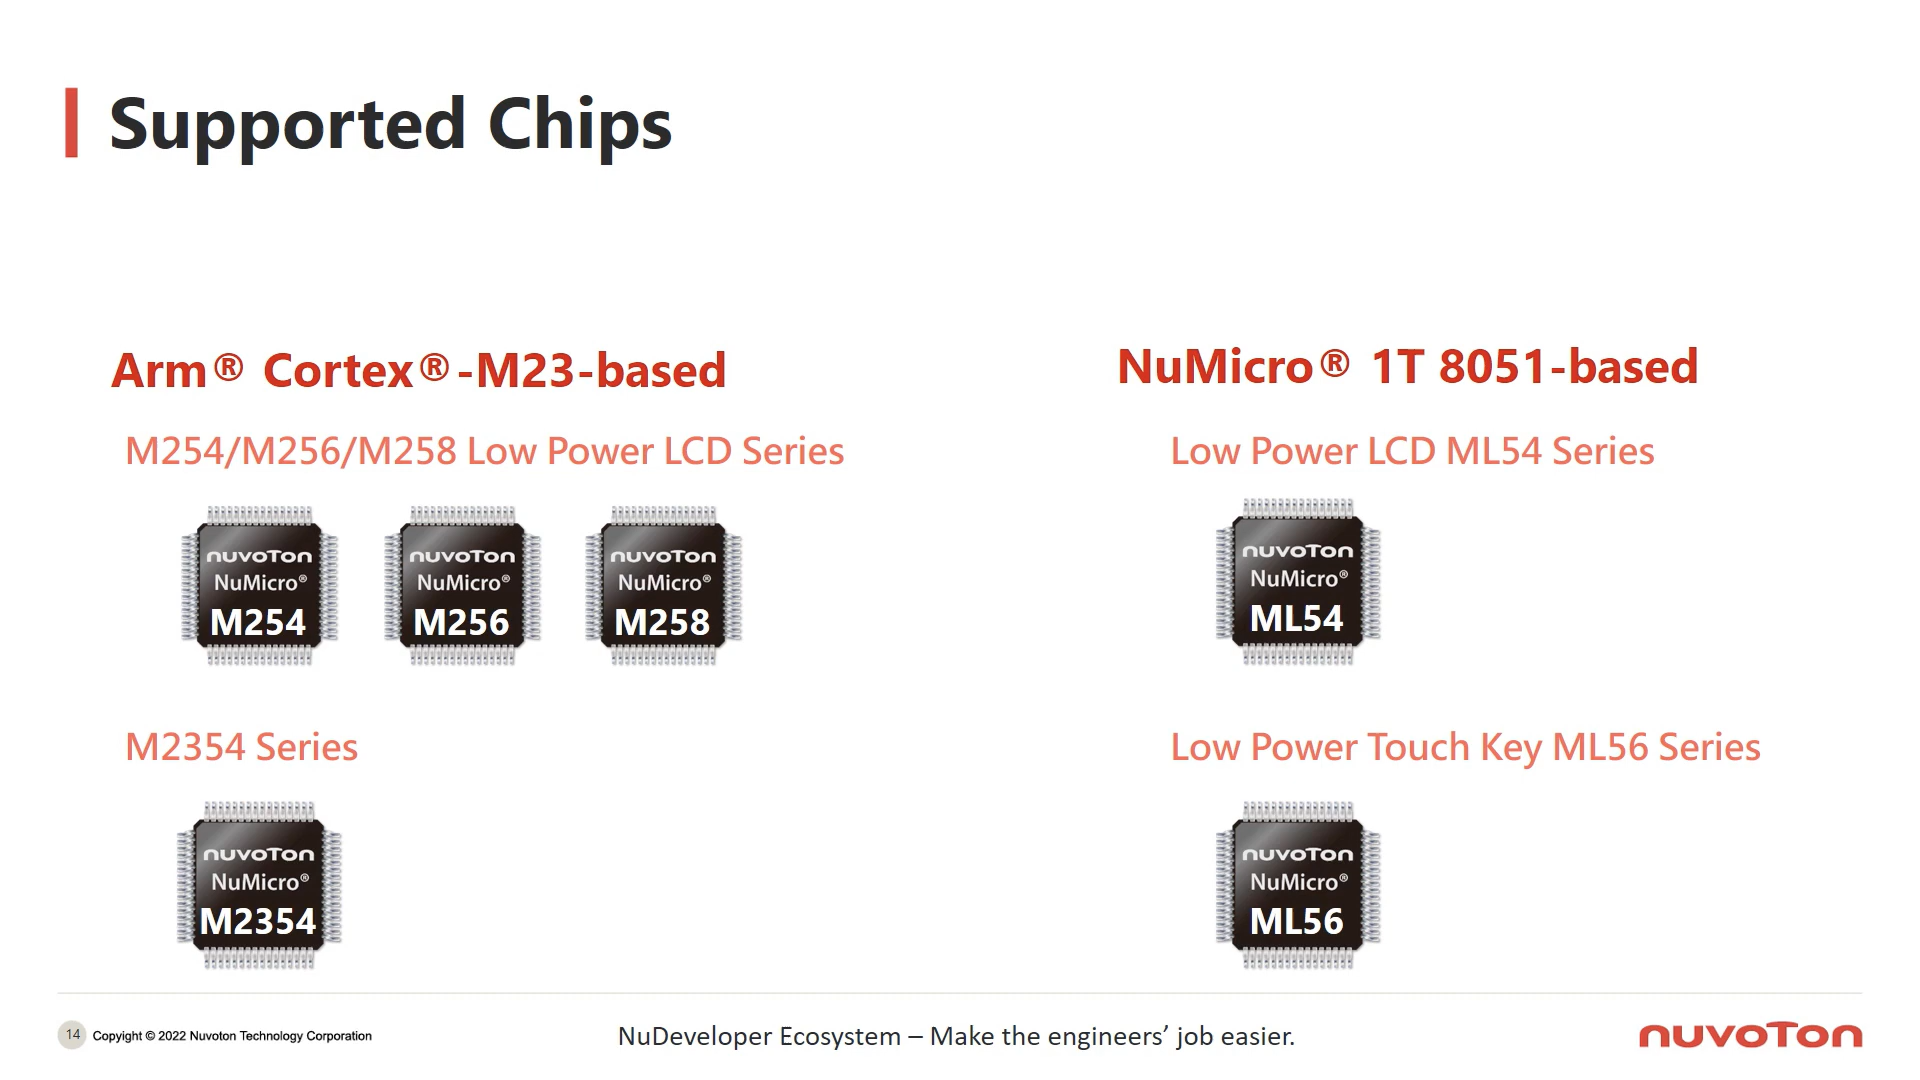 Supported Chips
Arm® Cortex®-M23-based
M254/M256/M258 Low Power LCD Series
nuvoTon
NuMicro®
M254
nuvoTon
NuMicro®
M256
nuvoTon
NuMicro®
M258
M2354 Series
nuvoTon
NuMicro®
M2354
NuMicro® 1T 8051-based
Low Power LCD ML54 Series
nuvoTon
NuMicro®
ML54
Low Power Touch Key ML56 Series
nuvoTon
NuMicro®
ML56
14
Copyight © 2022 Nuvoton Technology Corporation
NuDeveloper Ecosystem – Make the engineers’ job easier.
nuvoTon